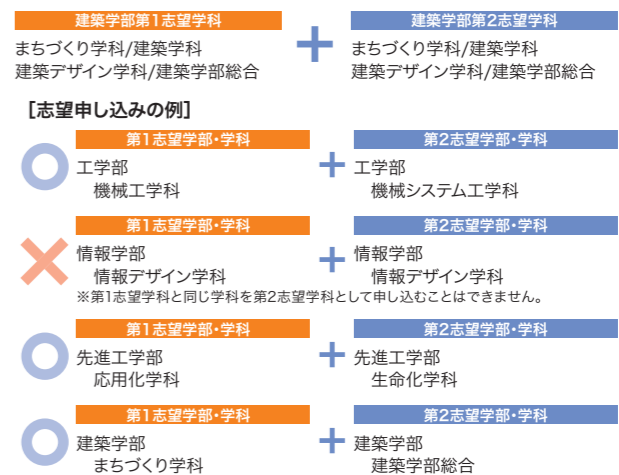 建築学部第1志望学科
建築学部第2志望学科
まちづくり学科/建築学科
建築デザイン学科/建築学部総合
まちづくり学科/建築学科
建築デザイン学科/建築学部総合
[志望申し込みの例]
第1志望学部・学科
第2志望学部・学科
工学部
機械工学科
工学部
機械システム工学科
第1志望学部・学科
第2志望学部・学科
情報学部
情報デザイン学科
情報学部
情報デザイン学科
※第1志望学科と同じ学科を第2志望学科として申し込むことはできません。
第1志望学部・学科
第2志望学部・学科
先進工学部
応用化学科
先進工学部
生命化学科
第1志望学部・学科
第2志望学部・学科
建築学部
まちづくり学科
建築学部
建築学部総合